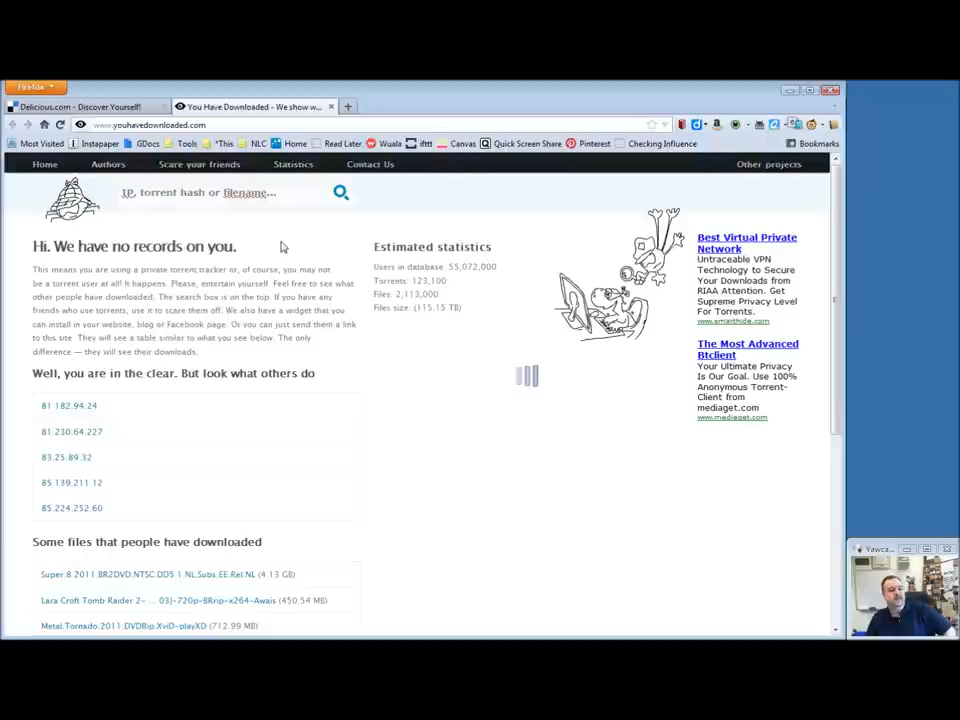 Firefox
Delicious.com - Discover Yourself!
You Have Downloaded - We show w...
www.youhavedownloaded.com
Most Visited Instapaper GDocs Tools *This NLC Home Read Later Wuala ifttt Canvas Quick Screen Share Pinterest Checking Influence Bookmarks
Home Authors Scare your friends Statistics Contact Us Other projects
IP, torrent hash or filename...
Hi. We have no records on you.
This means you are using a private torrent tracker or, of course, you may not
be a torrent user at all! It happens. Please, entertain yourself. Feel free to see what
other people have downloaded. The search box is on the top. If you have any
friends who use torrents, use it to scare them off. We also have a widget that you
can install in your website, blog or Facebook page. Or you can just send them a link
to this site. They will see a table similar to what you see below. The only
difference — they will see their downloads.
Estimated statistics
Users in database: 55,072,000
Torrents: 123,100
Files: 2,113,000
Files size: (115.15 TB)
Best Virtual Private
Network
Untraceable VPN
Technology to Secure
Your Downloads from
RIAA Attention. Get
Supreme Privacy Level
For Torrents.
www.smarthide.com
The Most Advanced
Btclient
Your Ultimate Privacy
Is Our Goal. Use 100%
Anonymous Torrent-
Client from
mediaget.com
www.mediaget.com
Well, you are in the clear. But look what others do
81.182.94.24
81.230.64.227
83.25.89.32
85.139.211.12
85.224.252.60
Some files that people have downloaded
Super.8.2011.BR2DVD.NTSC.DD5.1.NL.Subs.EE.Rel.NL (4.13 GB)
Lara Croft Tomb Raider 2- ... 03]-720p-BRrip-x264-Awais (450.54 MB)
Metal.Tornado.2011.DVDRip.XviD-playXD (712.99 MB)
Yawca...